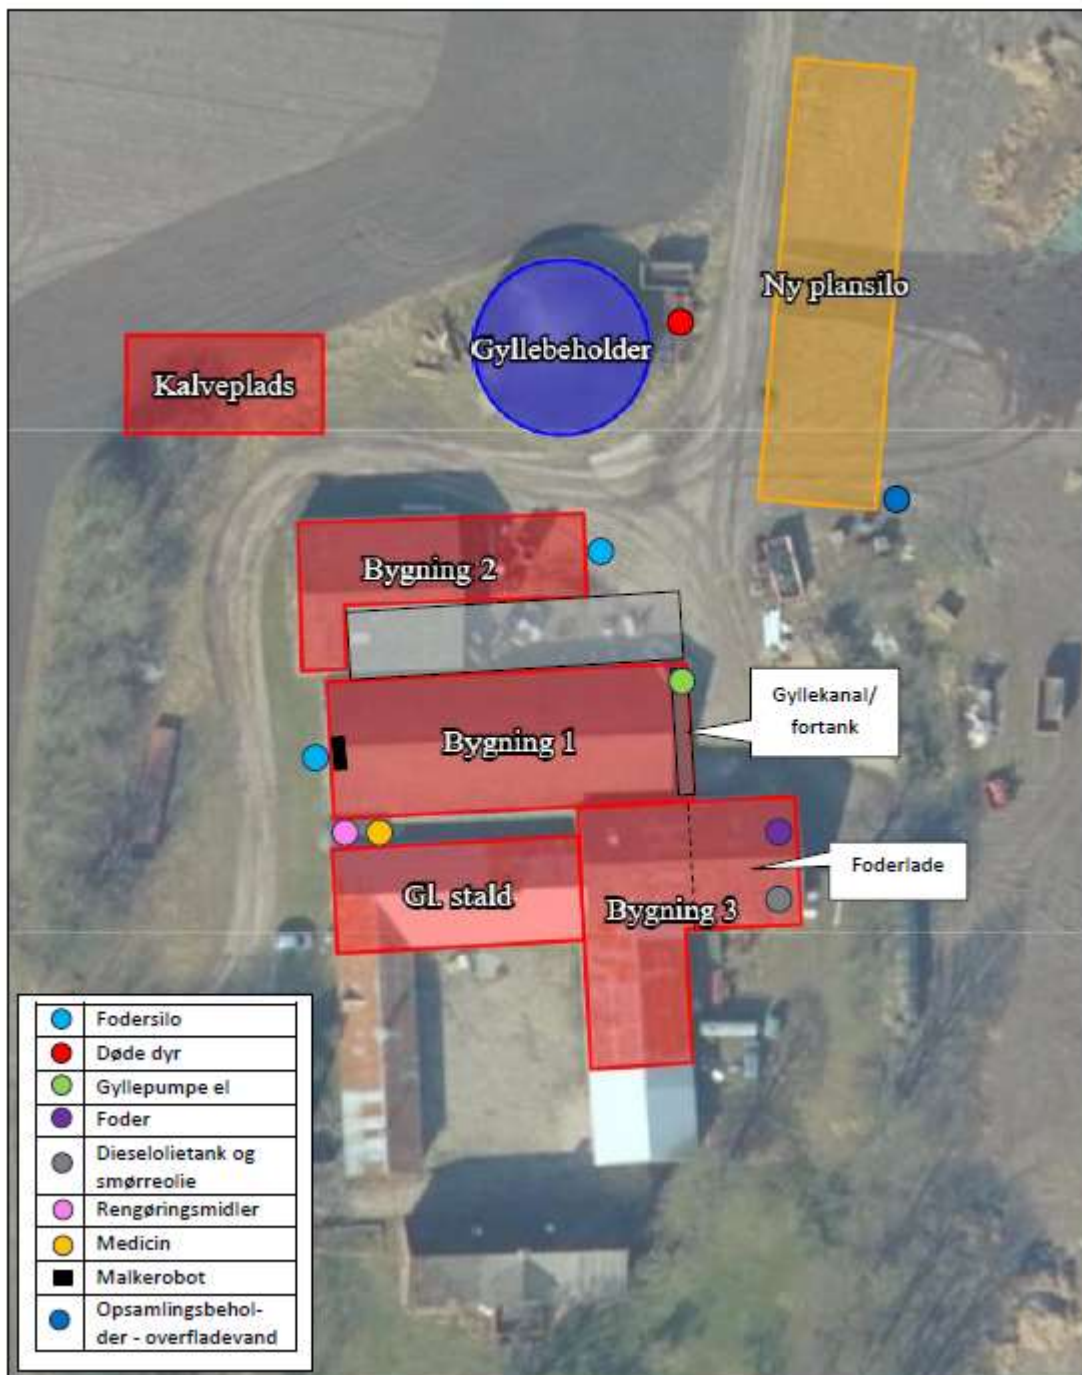 Ny plansilo
Gyllebeholder
Kalveplads
Bygning 2
Gyllekanal/
fortank
Bygning 1
Foderlade
Gl. stald
Bygning 3
Fodersilo
Døde dyr
Gyllepumpe el
Foder
Dieselolietank og
smørreolie
Rengøringsmidler
Medicin
Malkerobot
Opsamlingsbehol-
der - overfladevand